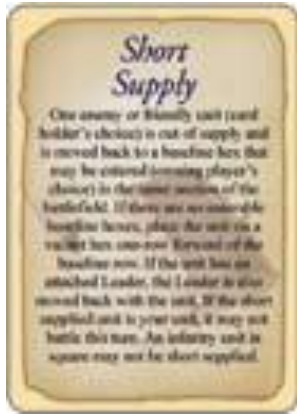 Short
Supply
One enemy or friendly unit (card
holder's choice) is out of supply and
is moved back to a baseline hex that
may be entered (owning player's
choice) in the same section of the
battlefield. If there are no enterable
baseline hexes, place the unit on a
vacant hex one row forward of the
baseline row. If the unit has an
attached Leader, the Leader is also
moved back with the unit. If the short
supplied unit is your unit, it may not
battle this turn. An infantry unit in
square may not be short supplied.